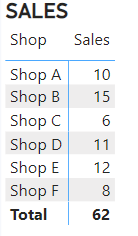 SALES
Shop Sales
Shop A 10
Shop B 15
Shop C 6
Shop D 11
Shop E 12
Shop F 8
Total 62